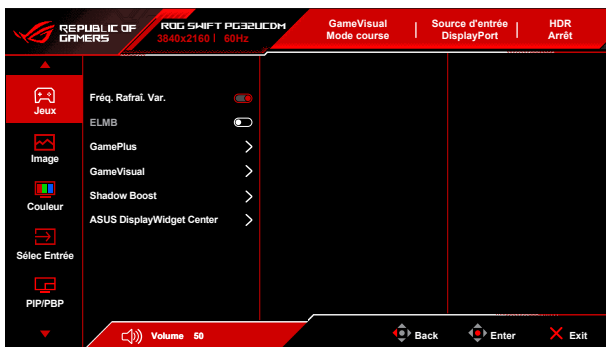 REPUBLIC OF
GAMERS
ROG SWIFT PG32UCDM
3840x2160 60Hz
GameVisual
Mode course
Source d'entrée
DisplayPort
HDR
Arrêt
Jeux
Image
Couleur
Sélec Entrée
PIP/PBP
Fréq. Rafraî. Var.
ELMB
GamePlus
GameVisual
Shadow Boost
ASUS DisplayWidget Center
Volume 50
Back
Enter
Exit